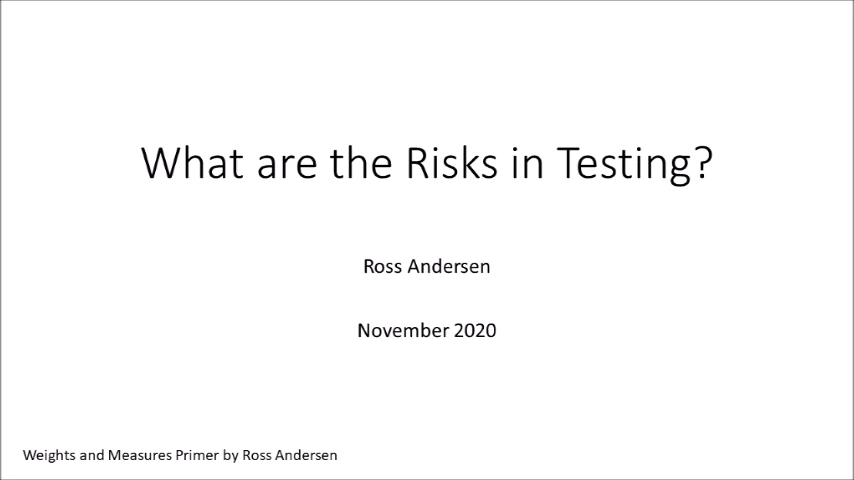 What are the Risks in Testing?
Ross Andersen
November 2020
Weights and Measures Primer by Ross Andersen